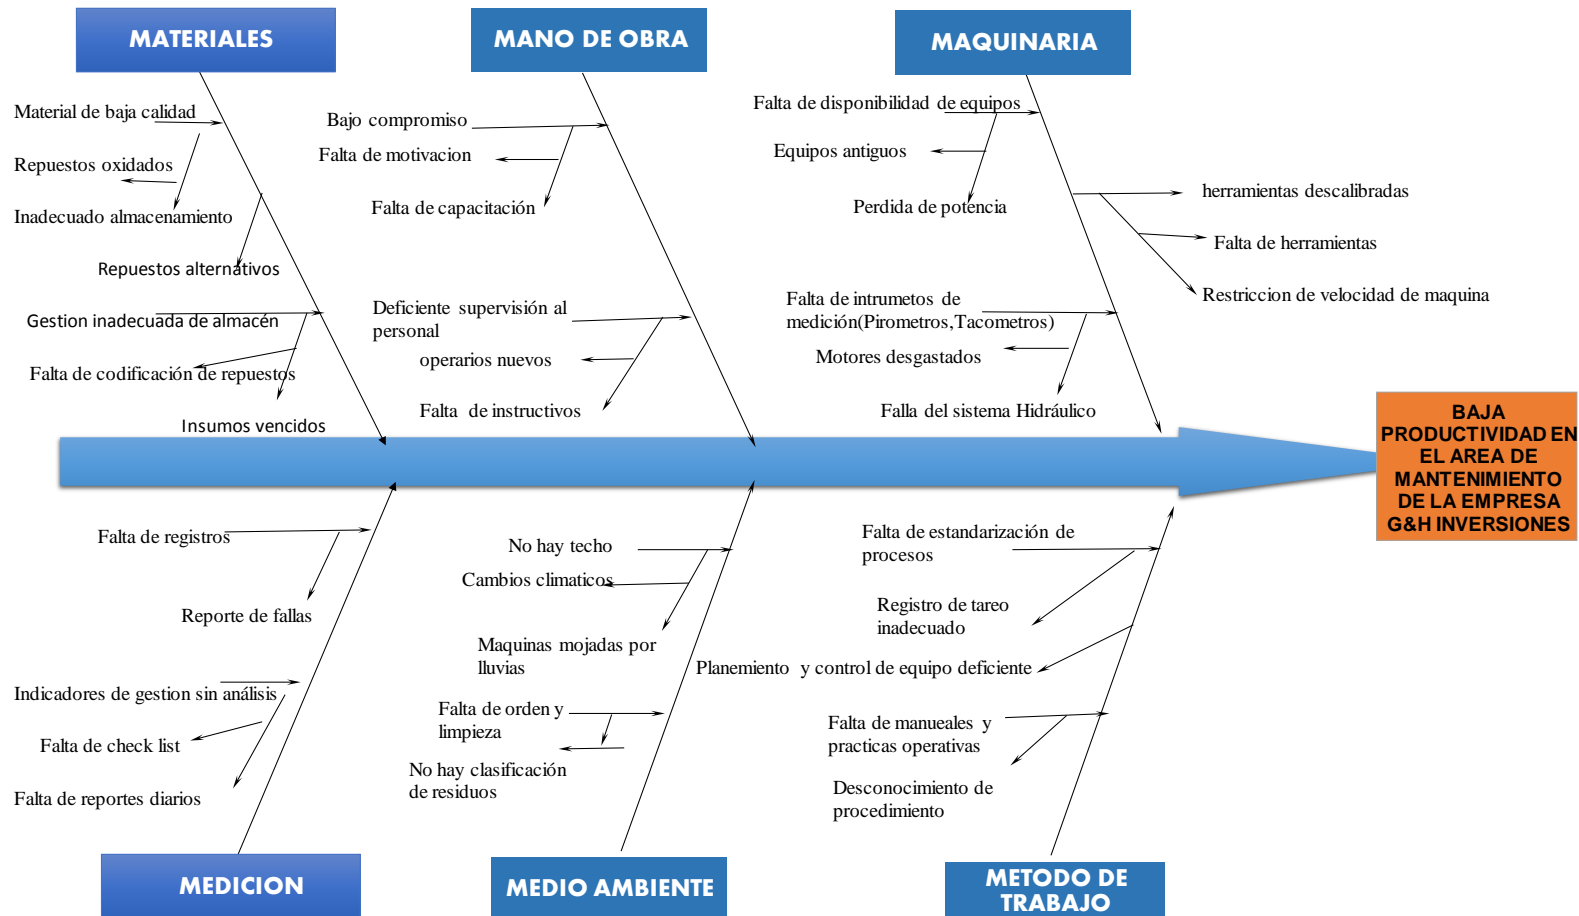 MATERIALES
MANO DE OBRA
MAQUINARIA
Material de baja calidad
Repuestos oxidados
Inadecuado almacenamiento
Repuestos alternativos
Gestion inadecuada de almacén
Falta de codificación de repuestos
Insumos vencidos
Bajo compromiso
Falta de motivacion
Falta de capacitación
Deficiente supervisión al
personal
operarios nuevos
Falta de instructivos
Falta de disponibilidad de equipos
Equipos antiguos
Perdida de potencia
herramientas descalibradas
Falta de herramientas
Restriccion de velocidad de maquina
Falta de intrumetos de
medición(Pirometros,Tacometros)
Motores desgastados
Falla del sistema Hidráulico
BAJA
PRODUCTIVIDAD EN
EL AREA DE
MANTENIMIENTO
DE LA EMPRESA
G&H INVERSIONES
Falta de registros
Reporte de fallas
Indicadores de gestion sin análisis
Falta de check list
Falta de reportes diarios
No hay techo
Cambios climaticos
Maquinas mojadas por
lluvias
Falta de orden y
limpieza
No hay clasificación
de residuos
Falta de estandarización de
procesos
Registro de tareo
inadecuado
Planemiento y control de equipo deficiente
Falta de manueales y
practicas operativas
Desconocimiento de
procedimiento
MEDICION
MEDIO AMBIENTE
METODO DE
TRABAJO